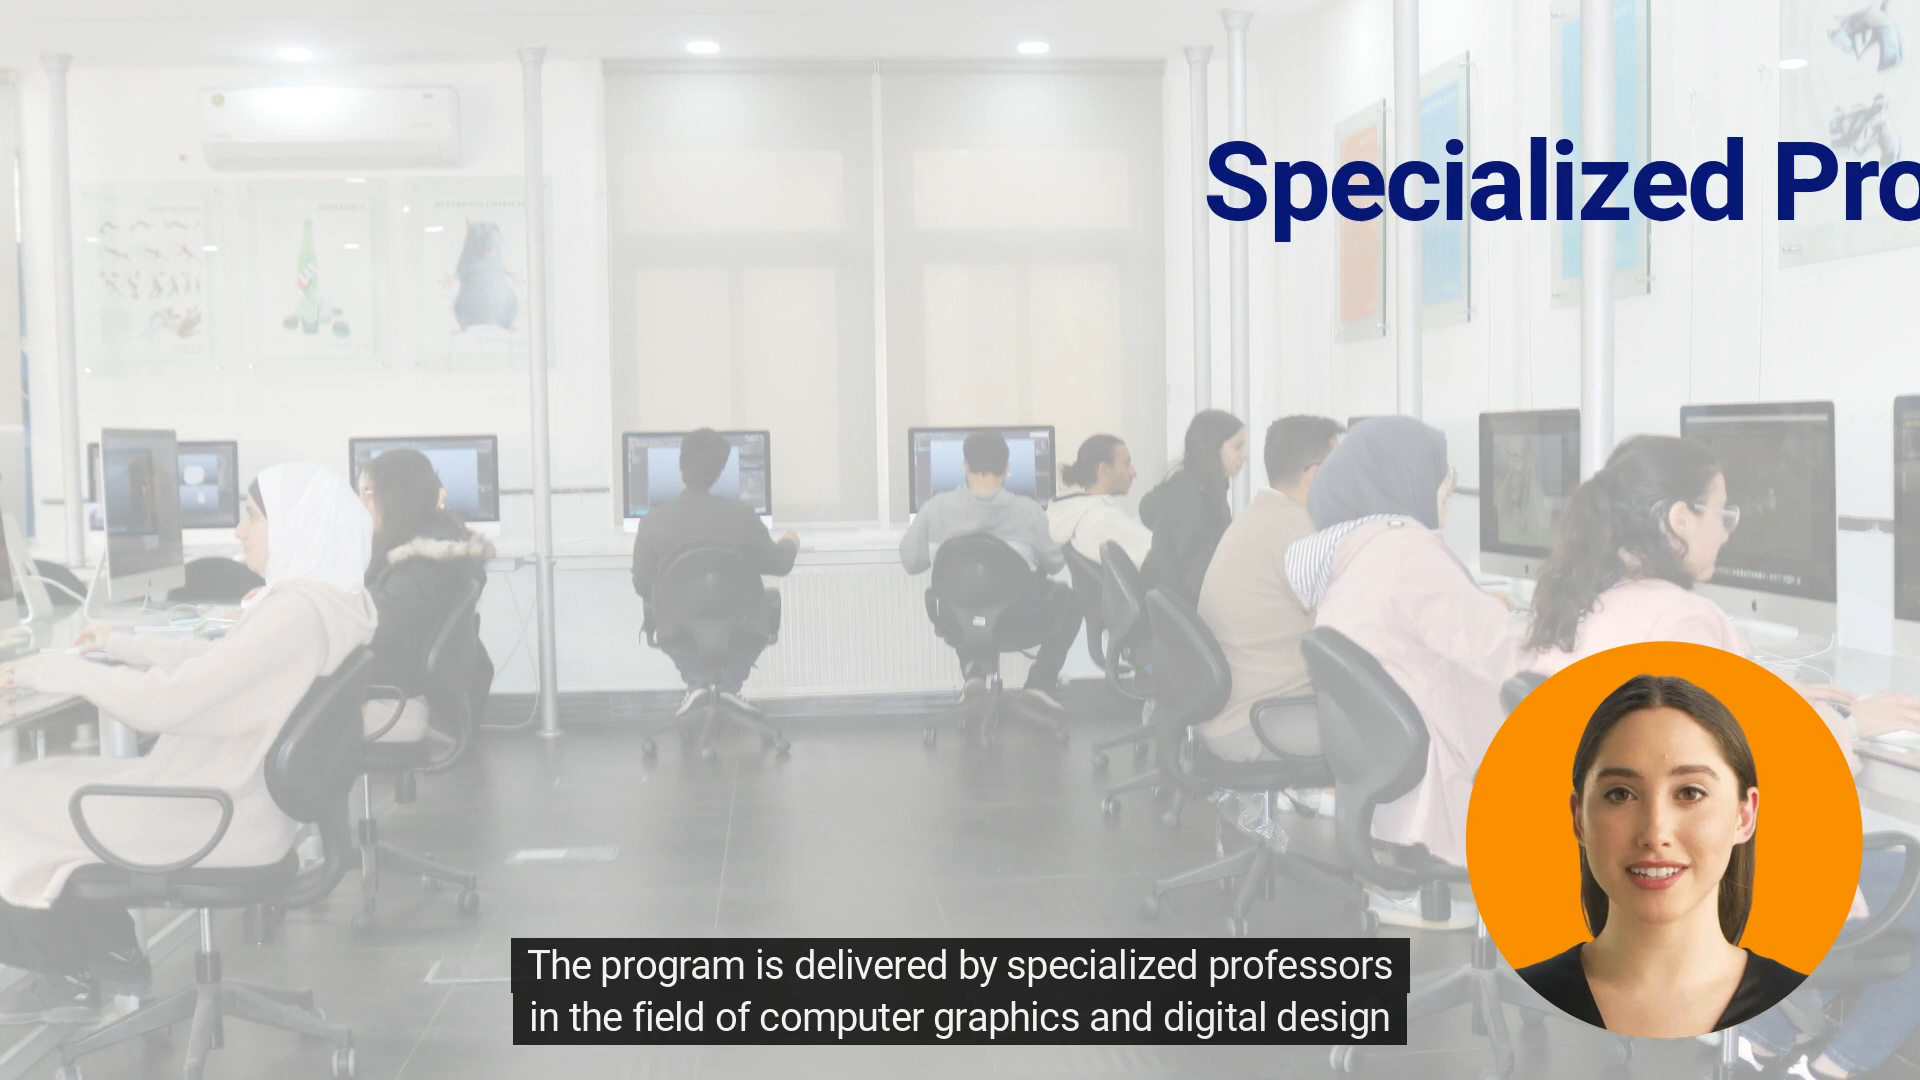 Specialized Pro
The program is delivered by specialized professors
in the field of computer graphics and digital design